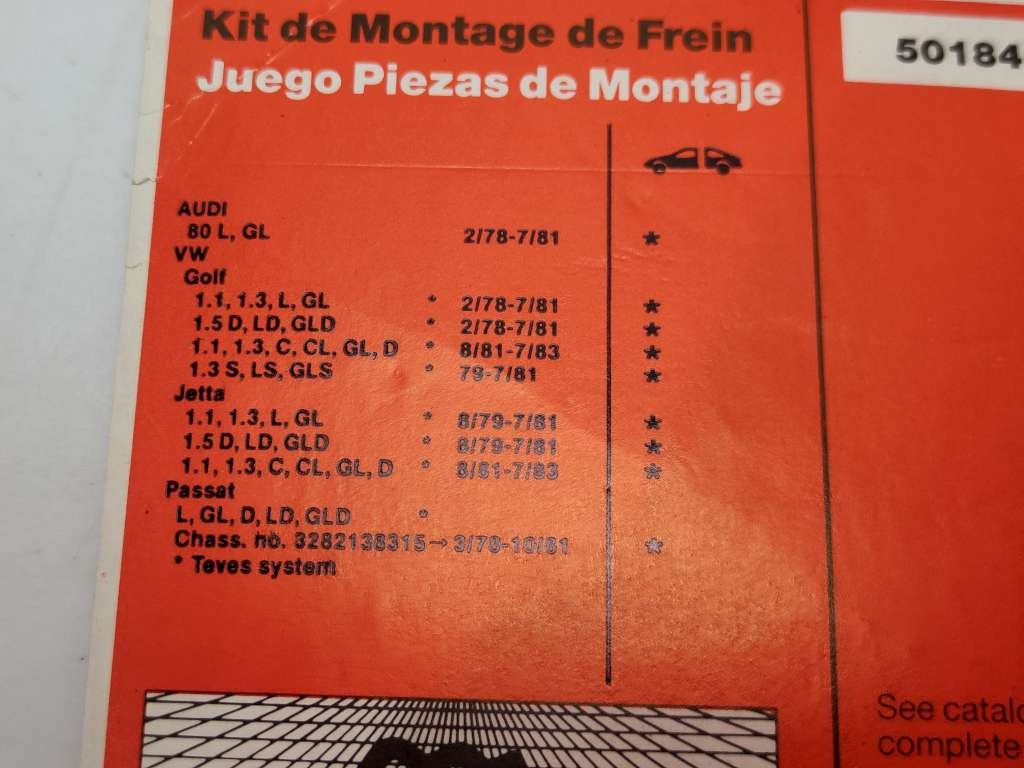 Kit de Montage de Frein
Juego Piezas de Montaje
50184
AUDI
80 L, GL 2/78-7/81 *
VW
Golf
1.1, 1.3, L, GL * 2/78-7/81 *
1.5 D, LD, GLD * 2/78-7/81 *
1.1, 1.3, C, CL, GL, D * 8/81-7/83 *
1.3 S, LS, GLS * 79-7/81 *
Jetta
1.1, 1.3, L, GL * 8/79-7/81 *
1.5 D, LD, GLD * 8/79-7/81 *
1.1, 1.3, C, CL, GL, D * 8/81-7/83 *
Passat
L, GL, D, LD, GLD *
Chass. no. 3282138315→3/78-10/81 *
* Teves system
See catalo
complete